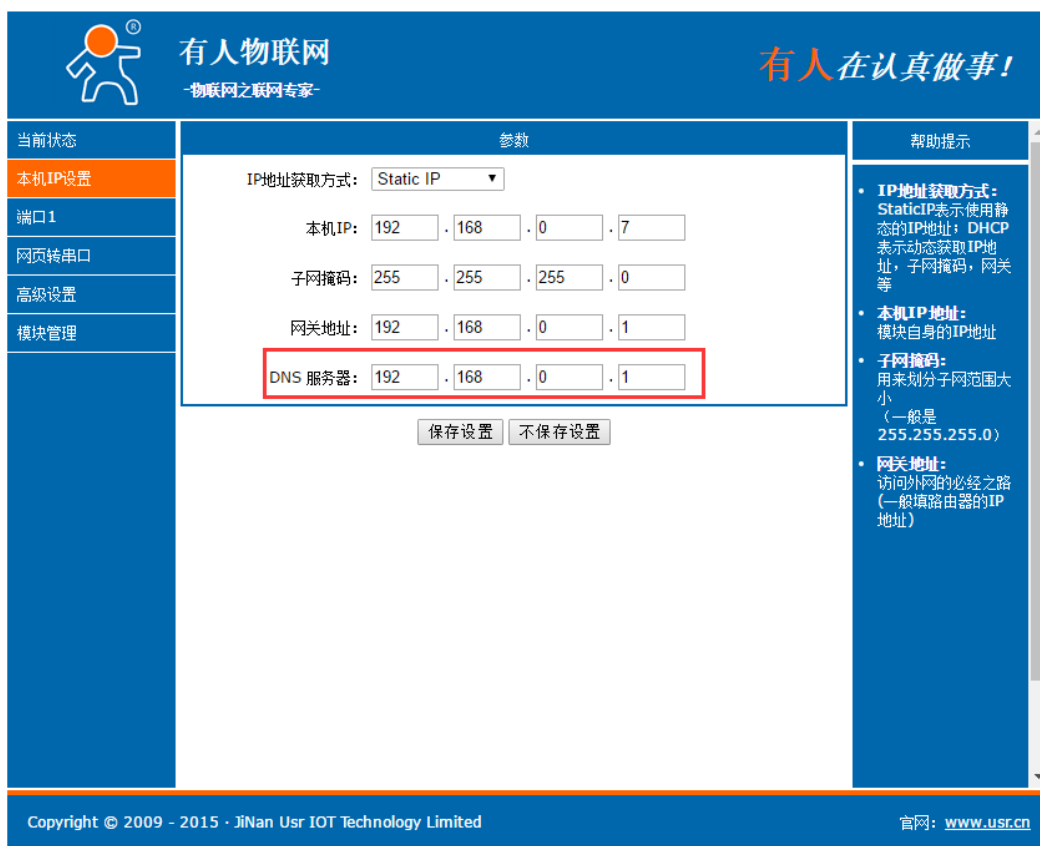 ®
有人物联网
-物联网之联网专家-
有人在认真做事!
当前状态
本机IP设置
端口1
网页转串口
高级设置
模块管理
参数
IP地址获取方式: Static IP ▼
本机IP: 192 . 168 . 0 . 7
子网掩码: 255 . 255 . 255 . 0
网关地址: 192 . 168 . 0 . 1
DNS 服务器: 192 . 168 . 0 . 1
保存设置 不保存设置
帮助提示
• IP地址获取方式:
StaticIP表示使用静
态的IP地址；DHCP
表示动态获取IP地
址，子网掩码，网关
等
• 本机IP地址:
模块自身的IP地址
• 子网掩码:
用来划分子网范围大
小
（一般是
255.255.255.0）
• 网关地址:
访问外网的必经之路
(一般填路由器的IP
地址)
Copyright © 2009 - 2015 · JiNan Usr IOT Technology Limited
官网: www.usr.cn